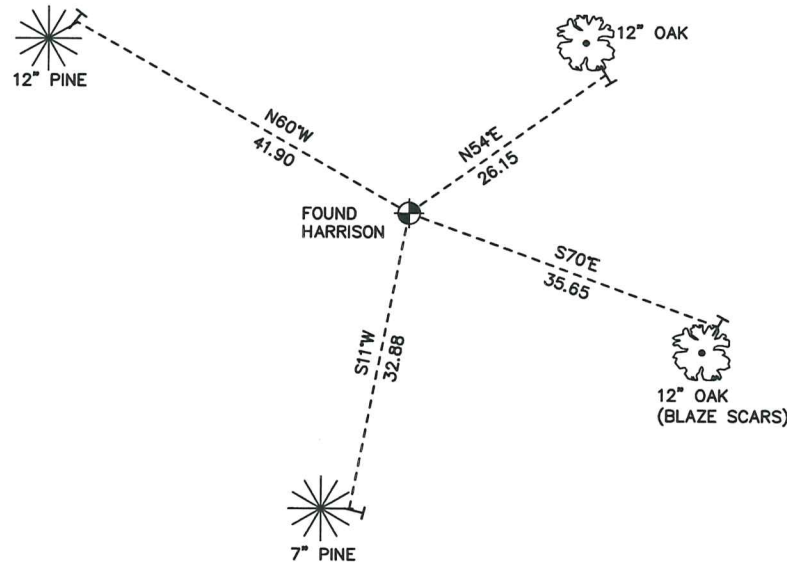 12" PINE
12" OAK
N60°W
41.90
N54°E
26.15
FOUND
HARRISON
S70°E
35.65
S11°W
32.88
12" OAK
(BLAZE SCARS)
7" PINE